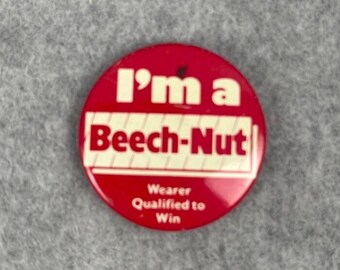 I'm a
Beech-Nut
Wearer
Qualified to
Win